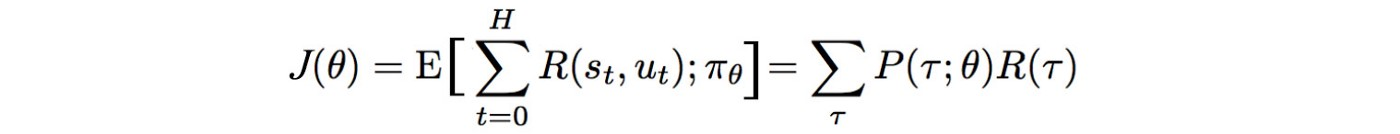 J(θ) = E[ ∑_{t=0}^{H} R(s_t, u_t); π_θ ] = ∑_τ P(τ; θ)R(τ)